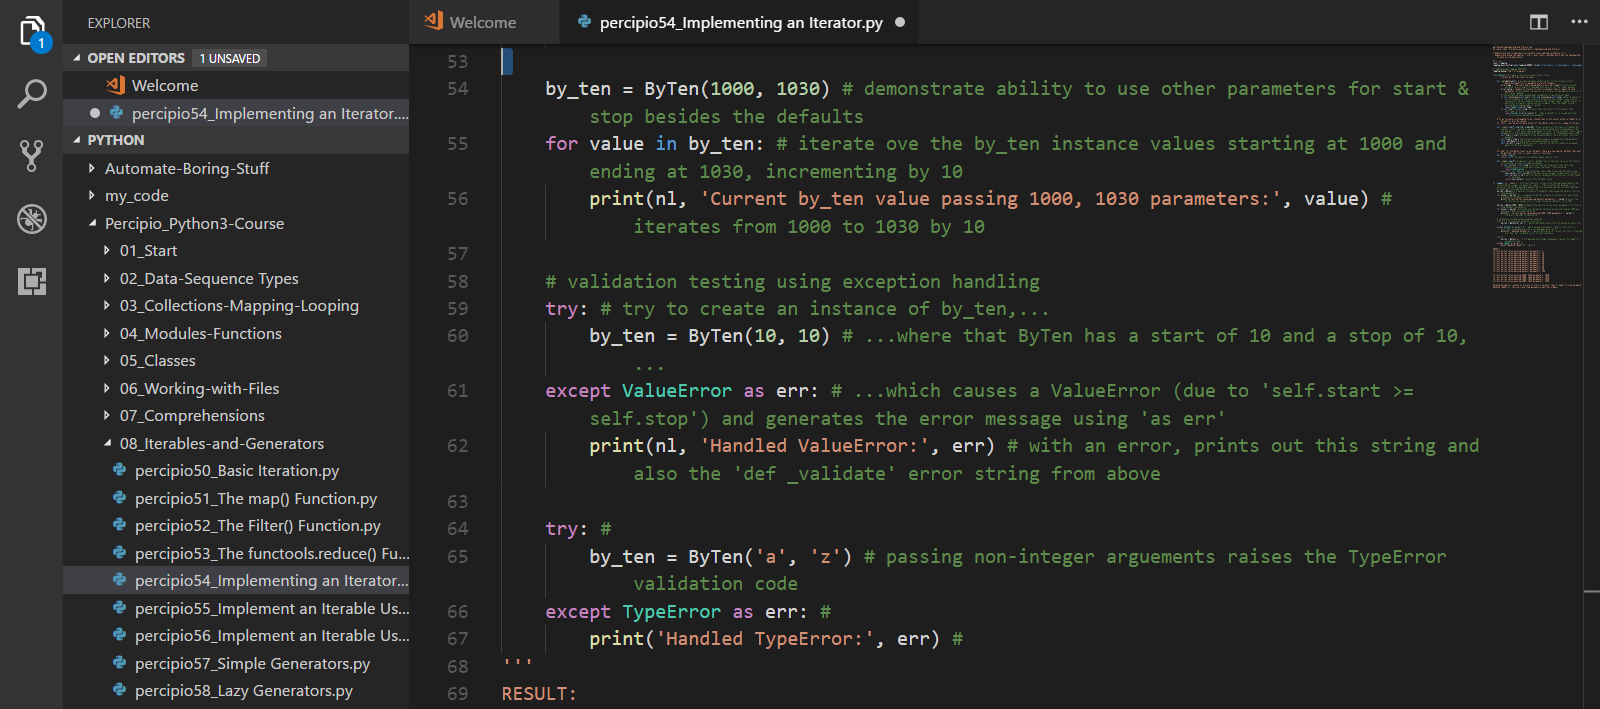 EXPLORER
OPEN EDITORS 1 UNSAVED
Welcome
percipio54_Implementing an Iterator....
PYTHON
Automate-Boring-Stuff
my_code
Percipio_Python3-Course
01_Start
02_Data-Sequence Types
03_Collections-Mapping-Looping
04_Modules-Functions
05_Classes
06_Working-with-Files
07_Comprehensions
08_Iterables-and-Generators
percipio50_Basic Iteration.py
percipio51_The map() Function.py
percipio52_The Filter() Function.py
percipio53_The functools.reduce() Fu...
percipio54_Implementing an Iterator...
percipio55_Implement an Iterable Us...
percipio56_Implement an Iterable Us...
percipio57_Simple Generators.py
percipio58_Lazy Generators.py
1
Welcome percipio54_Implementing an Iterator.py
53
54 by_ten = ByTen(1000, 1030) # demonstrate ability to use other parameters for start &
stop besides the defaults
55 for value in by_ten: # iterate ove the by_ten instance values starting at 1000 and
ending at 1030, incrementing by 10
56 print(nl, 'Current by_ten value passing 1000, 1030 parameters:', value) #
iterates from 1000 to 1030 by 10
57
58 # validation testing using exception handling
59 try: # try to create an instance of by_ten,...
60 by_ten = ByTen(10, 10) # ...where that ByTen has a start of 10 and a stop of 10,
...
61 except ValueError as err: # ...which causes a ValueError (due to 'self.start >=
self.stop') and generates the error message using 'as err'
62 print(nl, 'Handled ValueError:', err) # with an error, prints out this string and
also the 'def _validate' error string from above
63
64 try: #
65 by_ten = ByTen('a', 'z') # passing non-integer arguements raises the TypeError
validation code
66 except TypeError as err: #
67 print('Handled TypeError:', err) #
68 '''
69 RESULT: